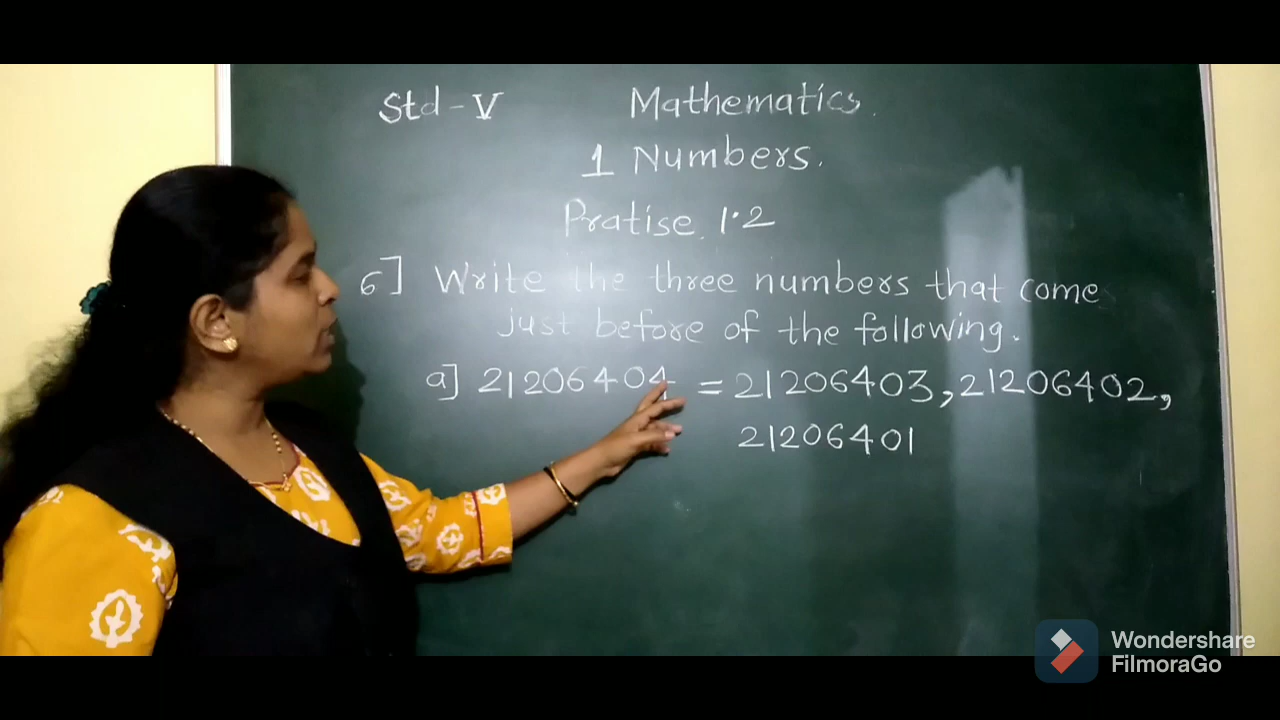 Std - V Mathematics.
1 Numbers.
Pratise. 1.2
6] Write the three numbers that come
just before of the following.
a] 21206404 = 21206403, 21206402,
21206401
Wondershare
FilmoraGo